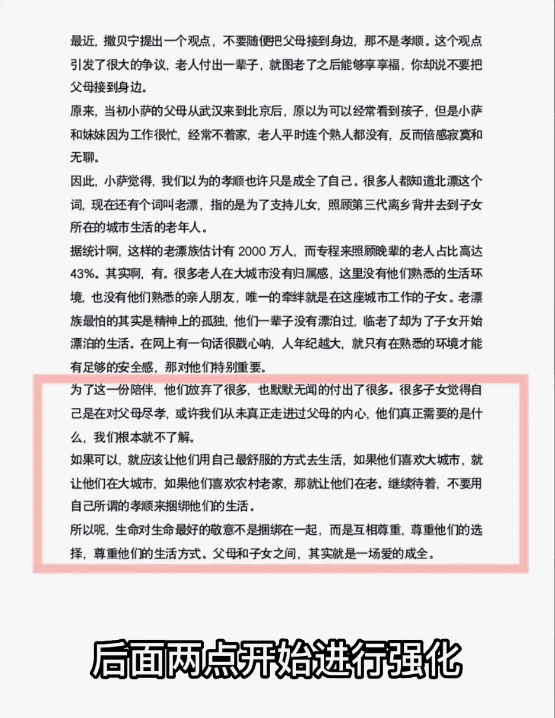 最近，撒贝宁提出一个观点，不要随便把父母接到身边，那不是孝顺。这个观点
引发了很大的争议，老人付出一辈子，就图老了之后能够享享福，你却说不要把
父母接到身边。
原来，当初小萨的父母从武汉来到北京后，原以为可以经常看到孩子，但是小萨
和妹妹因为工作很忙，经常不着家，老人平时连个熟人都没有，反而倍感寂寞和
无聊。
因此，小萨觉得，我们以为的孝顺也许只是成全了自己。很多人都知道北漂这个
词，现在还有个词叫老漂，指的是为了支持儿女，照顾第三代离乡背井去到子女
所在的城市生活的老年人。
据统计啊，这样的老漂族估计有 2000 万人，而专程来照顾晚辈的老人占比高达
43%。其实啊，有。很多老人在大城市没有归属感，这里没有他们熟悉的生活环
境，也没有他们熟悉的亲人朋友，唯一的牵绊就是在这座城市工作的子女。老漂
族最怕的其实是精神上的孤独，他们一辈子没有漂泊过，临老了却为了子女开始
漂泊的生活。在网上有一句话很戳心呐，人年纪越大，就只有在熟悉的环境才能
有足够的安全感，那对他们特别重要。
为了这一份陪伴，他们放弃了很多，也默默无闻的付出了很多。很多子女觉得自
己是在对父母尽孝，或许我们从未真正走进过父母的内心，他们真正需要的是什
么，我们根本就不了解。
如果可以，就应该让他们用自己最舒服的方式去生活，如果他们喜欢大城市，就
让他们在大城市，如果他们喜欢农村老家，那就让他们在老。继续待着，不要用
自己所谓的孝顺来捆绑他们的生活。
所以呢，生命对生命最好的敬意不是捆绑在一起，而是互相尊重，尊重他们的选
择，尊重他们的生活方式。父母和子女之间，其实就是一场爱的成全。
后面两点开始进行强化